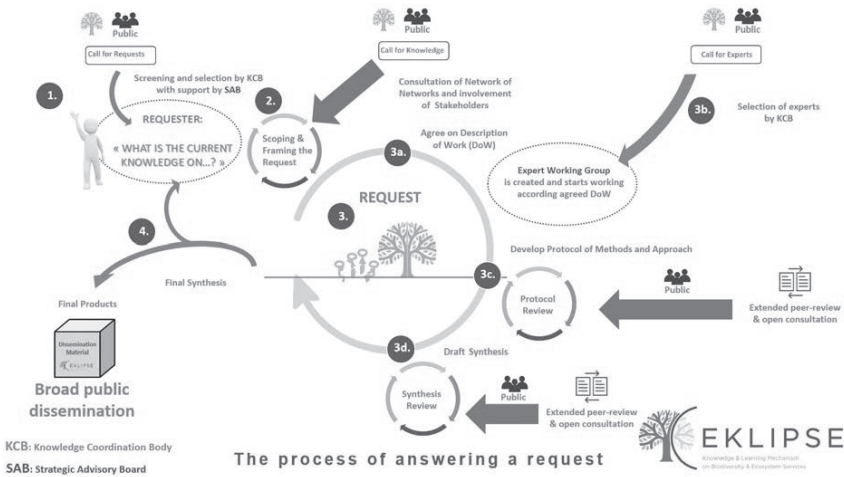 Public
Call for Requests
Public
Call for Knowledge
Public
Call for Experts
1.
Screening and selection by KCB
with support by SAB
REQUESTER:
« WHAT IS THE CURRENT
KNOWLEDGE ON...? »
2.
Scoping &
Framing the
Request
Consultation of Network of
Networks and involvement
of Stakeholders
3a.
Agree on Description
of Work (DoW)
3b.
Selection of experts
by KCB
Expert Working Group
is created and starts working
according agreed DoW
REQUEST
3.
4.
Final Synthesis
Final Products
Dissemination
Material
EKLIPSE
Broad public
dissemination
Develop Protocol of Methods and Approach
3c.
Protocol
Review
Public
Extended peer-review
& open consultation
3d.
Draft Synthesis
Synthesis
Review
Public
Extended peer-review
& open consultation
KCB: Knowledge Coordination Body
SAB: Strategic Advisory Board
The process of answering a request
EKLIPSE
Knowledge & Learning Mechanism
on Biodiversity & Ecosystem Services